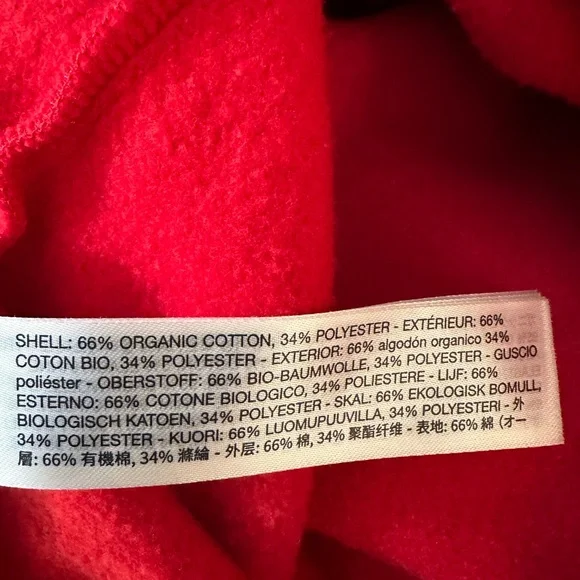 SHELL: 66% ORGANIC COTTON, 34% POLYESTER - EXTÉRIEUR: 66%
COTON BIO, 34% POLYESTER - EXTERIOR: 66% algodón organico 34%
poliéster - OBERSTOFF: 66% BIO-BAUMWOLLE, 34% POLYESTER - GUSCIO
ESTERNO: 66% COTONE BIOLOGICO, 34% POLIESTERE - LIJF: 66%
BIOLOGISCH KATOEN, 34% POLYESTER - SKAL: 66% EKOLOGISK BOMULL,
34% POLYESTER - KUORI: 66% LUOMUPUUVILLA, 34% POLYESTERI - 外
層: 66% 有機棉, 34% 滌綸 - 外层: 66% 棉, 34% 聚酯纤维 - 表地: 66% 綿 (オー